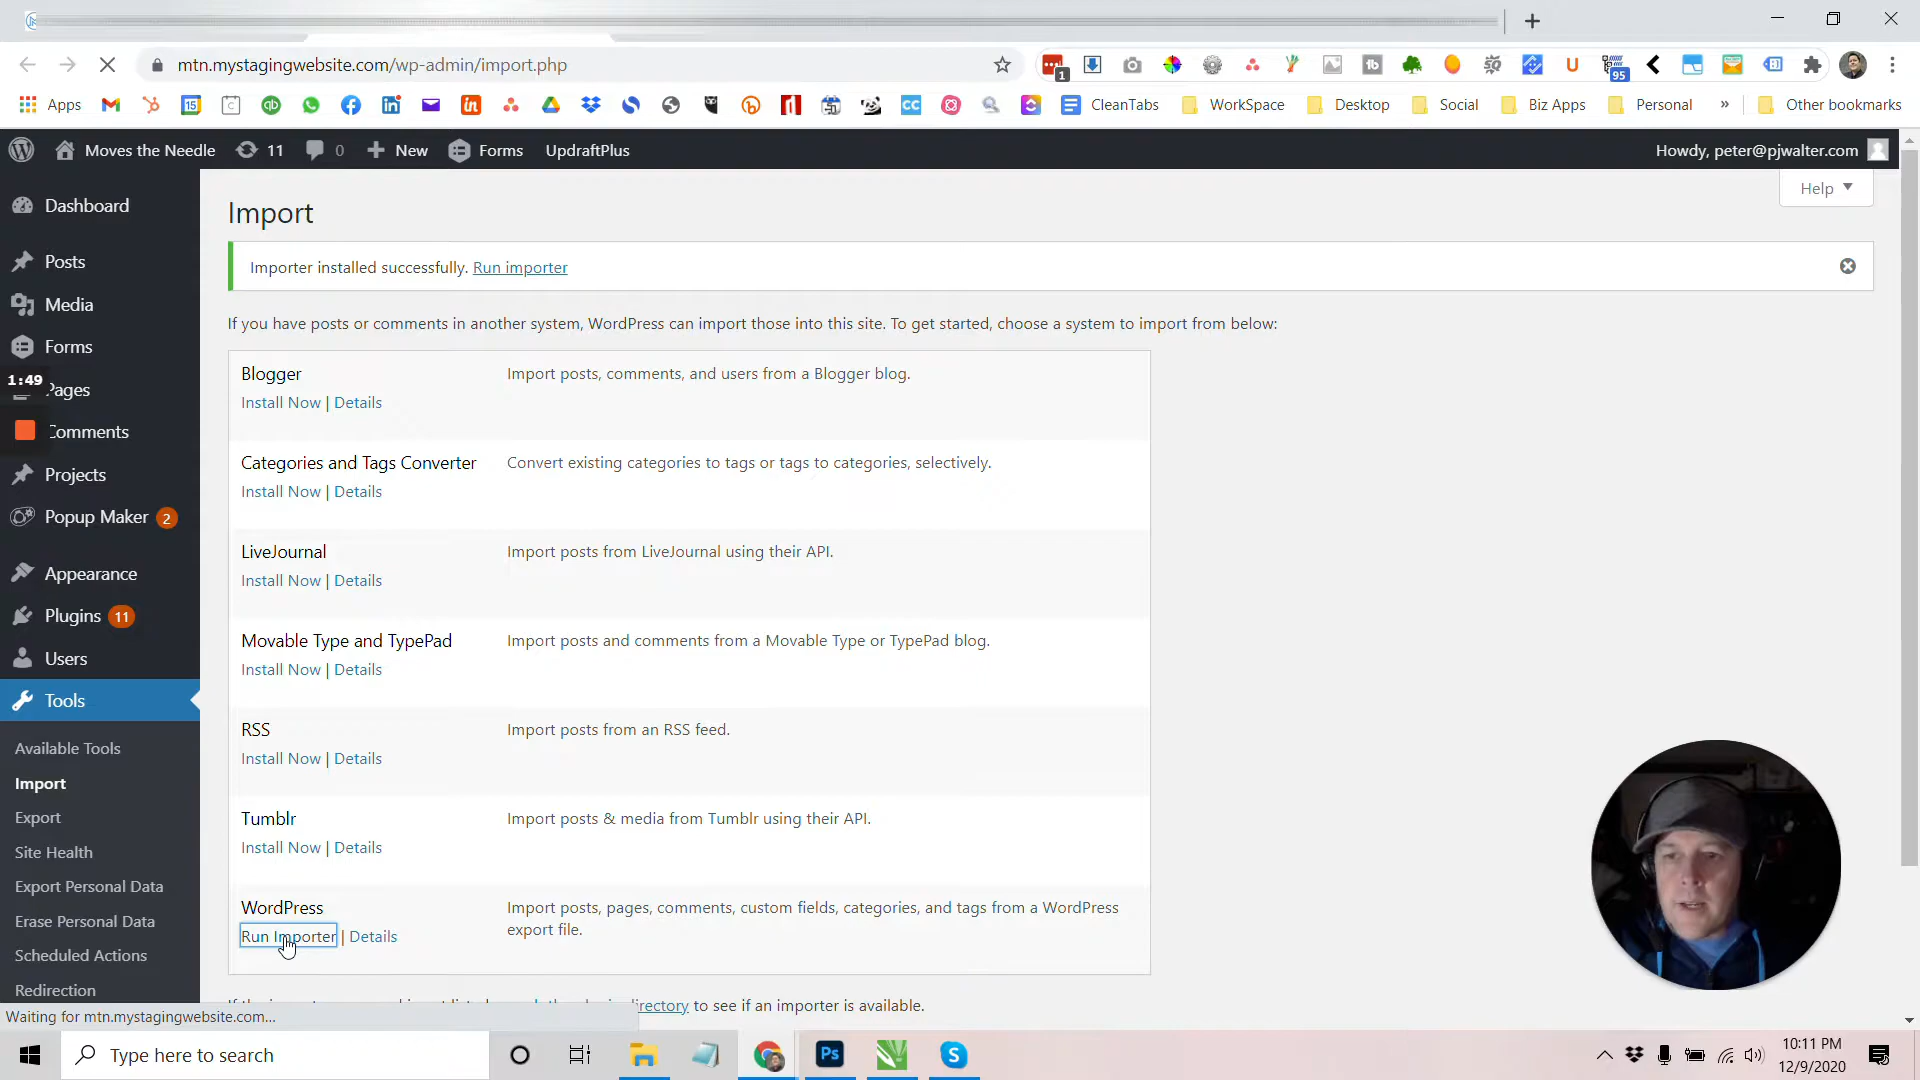 mtn.mystagingwebsite.com/wp-admin/import.php
1
95
Apps
15
CC
CleanTabs
WorkSpace
Desktop
Social
Biz Apps
Personal
»
Other bookmarks
Moves the Needle
11
0
New
Forms
UpdraftPlus
Howdy, peter@pjwalter.com
Help
Dashboard
Posts
Media
Forms
1:49
Pages
Comments
Projects
Popup Maker 2
Appearance
Plugins 11
Users
Tools
Available Tools
Import
Export
Site Health
Export Personal Data
Erase Personal Data
Scheduled Actions
Redirection
Import
Importer installed successfully. Run importer
If you have posts or comments in another system, WordPress can import those into this site. To get started, choose a system to import from below:
Blogger
Import posts, comments, and users from a Blogger blog.
Install Now | Details
Categories and Tags Converter
Convert existing categories to tags or tags to categories, selectively.
Install Now | Details
LiveJournal
Import posts from LiveJournal using their API.
Install Now | Details
Movable Type and TypePad
Import posts and comments from a Movable Type or TypePad blog.
Install Now | Details
RSS
Import posts from an RSS feed.
Install Now | Details
Tumblr
Import posts & media from Tumblr using their API.
Install Now | Details
WordPress
Import posts, pages, comments, custom fields, categories, and tags from a WordPress
export file.
Run Importer | Details
to see if an importer is available.
Waiting for mtn.mystagingwebsite.com...
Type here to search
Ps
S
10:11 PM
12/9/2020